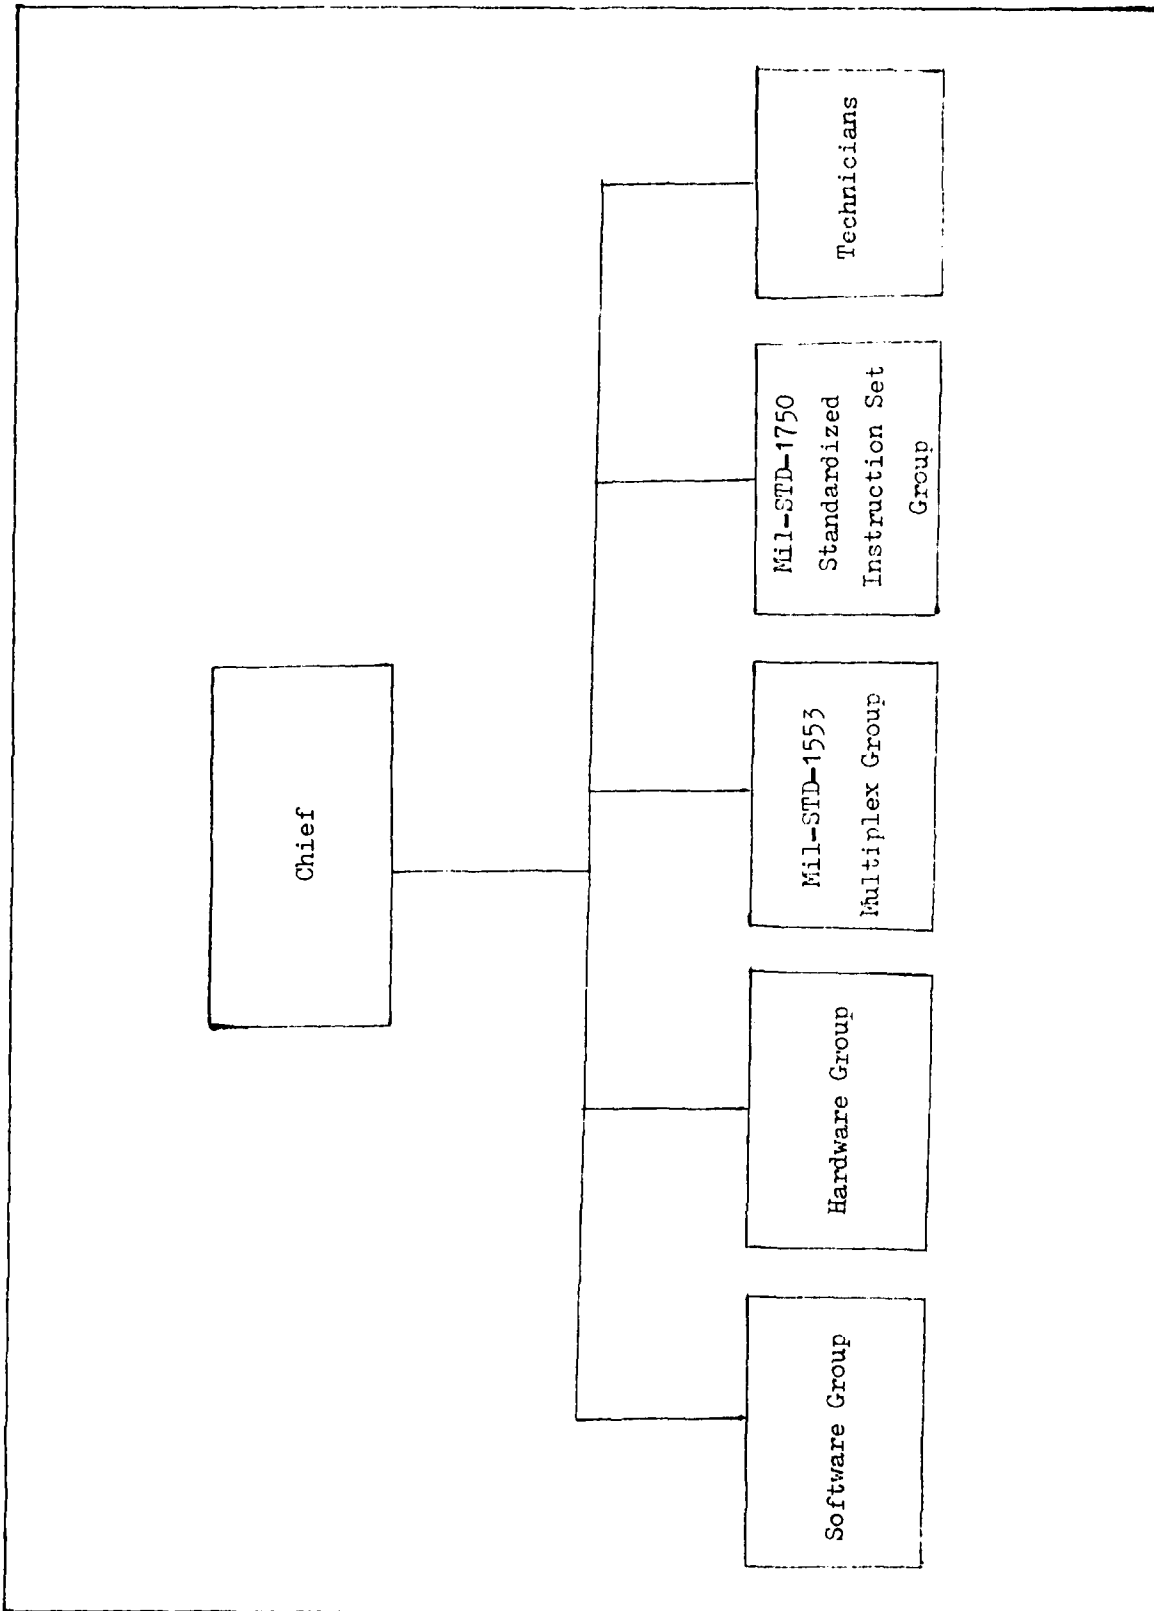 Chief
Software Group
Hardware Group
Mil-STD-1553
Multiplex Group
Mil-STD-1750
Standardized
Instruction Set
Group
Technicians